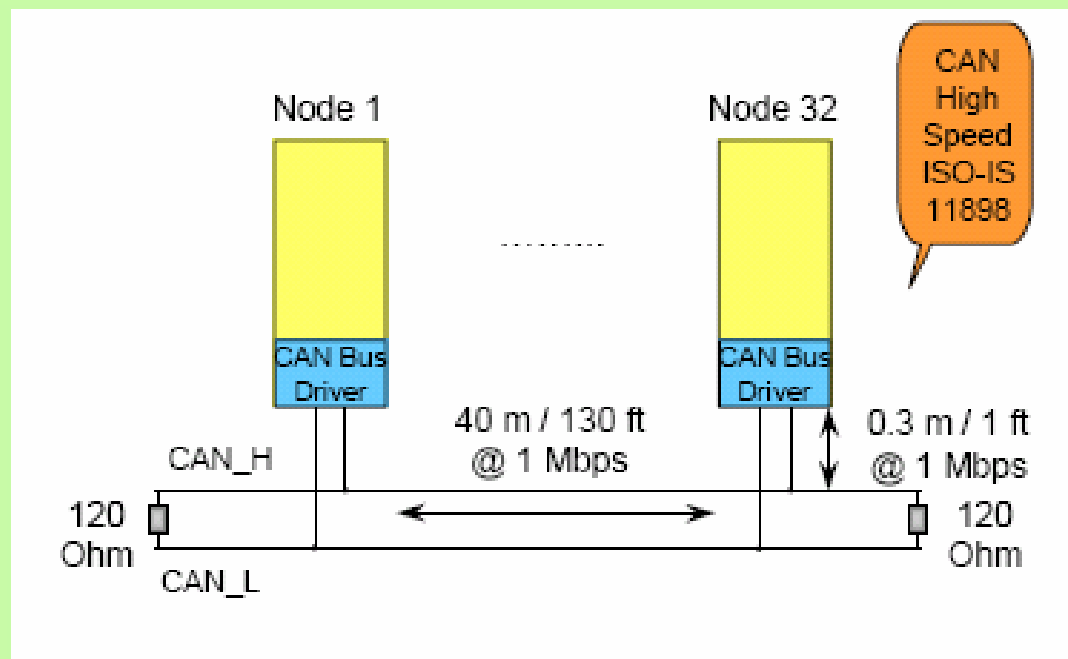 CAN
High
Speed
ISO-IS
11898
Node 1
Node 32
CAN Bus
Driver
CAN Bus
Driver
40 m / 130 ft
@ 1 Mbps
0.3 m / 1 ft
@ 1 Mbps
CAN_H
120
Ohm
120
Ohm
CAN_L